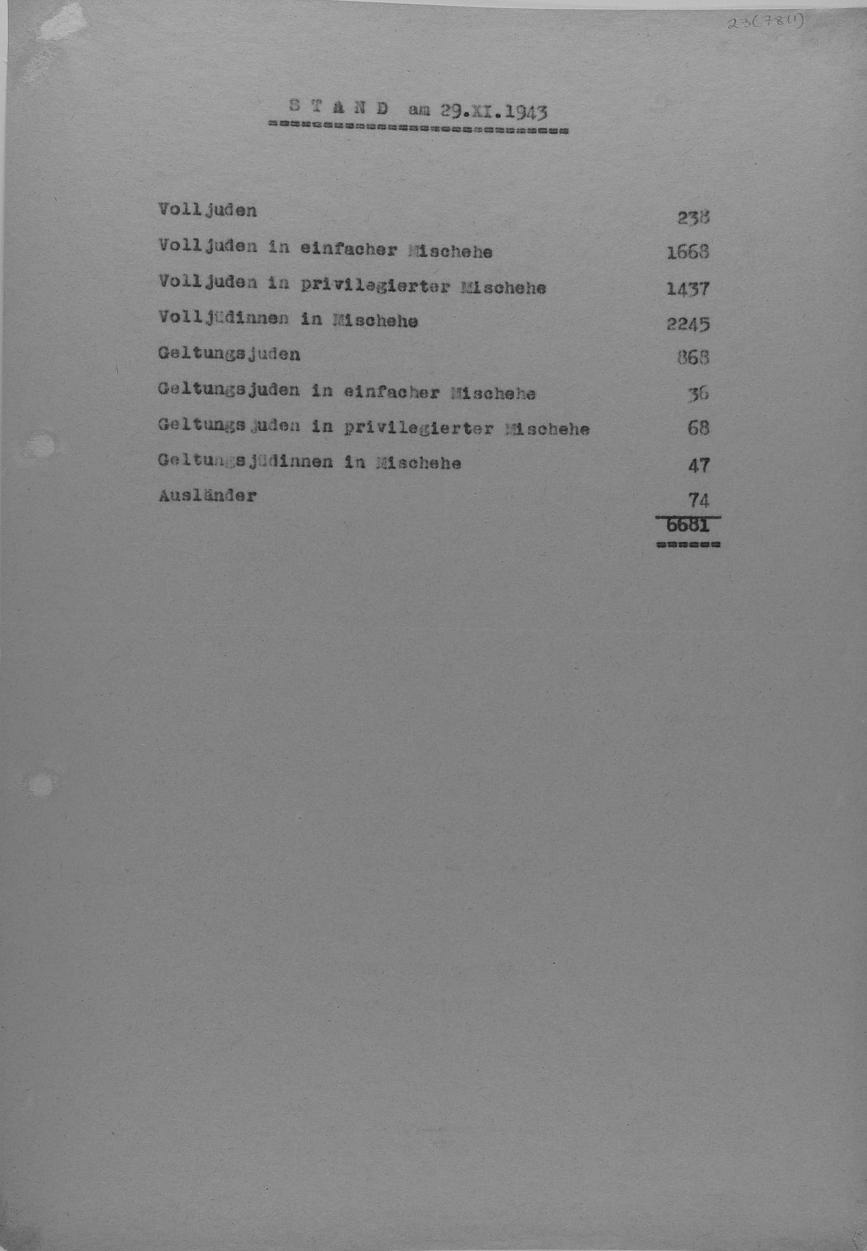 23(78(1)
S T A N D am 29.XI.1943
Volljuden 238
Volljuden in einfacher Mischehe 1668
Volljuden in privilegierter Mischehe 1437
Volljüdinnen in Mischehe 2245
Geltungsjuden 868
Geltungsjuden in einfacher Mischehe 36
Geltungsjuden in privilegierter Mischehe 68
Geltungsjüdinnen in Mischehe 47
Ausländer 74
6681